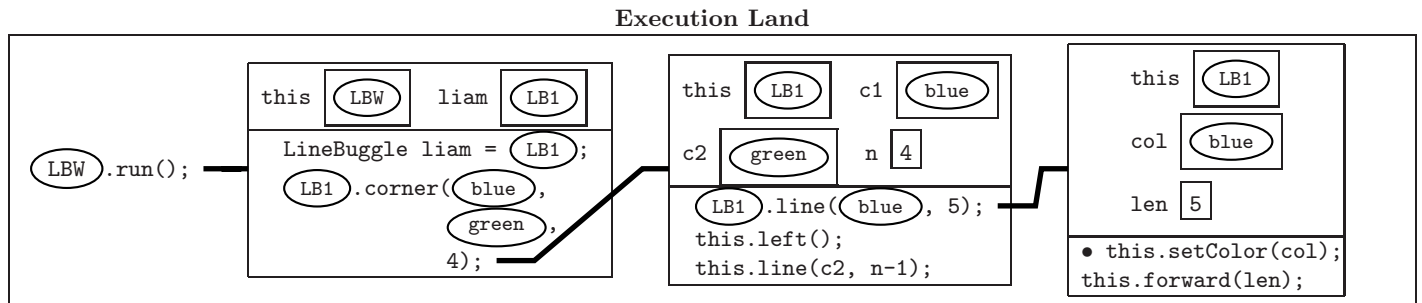 Execution Land
LBW.run();
this LBW liam LB1
LineBuggle liam = LB1;
LB1.corner(blue,
green,
4);
this LB1 c1 blue
c2 green n 4
LB1.line(blue, 5);
this.left();
this.line(c2, n-1);
this LB1
col blue
len 5
• this.setColor(col);
this.forward(len);